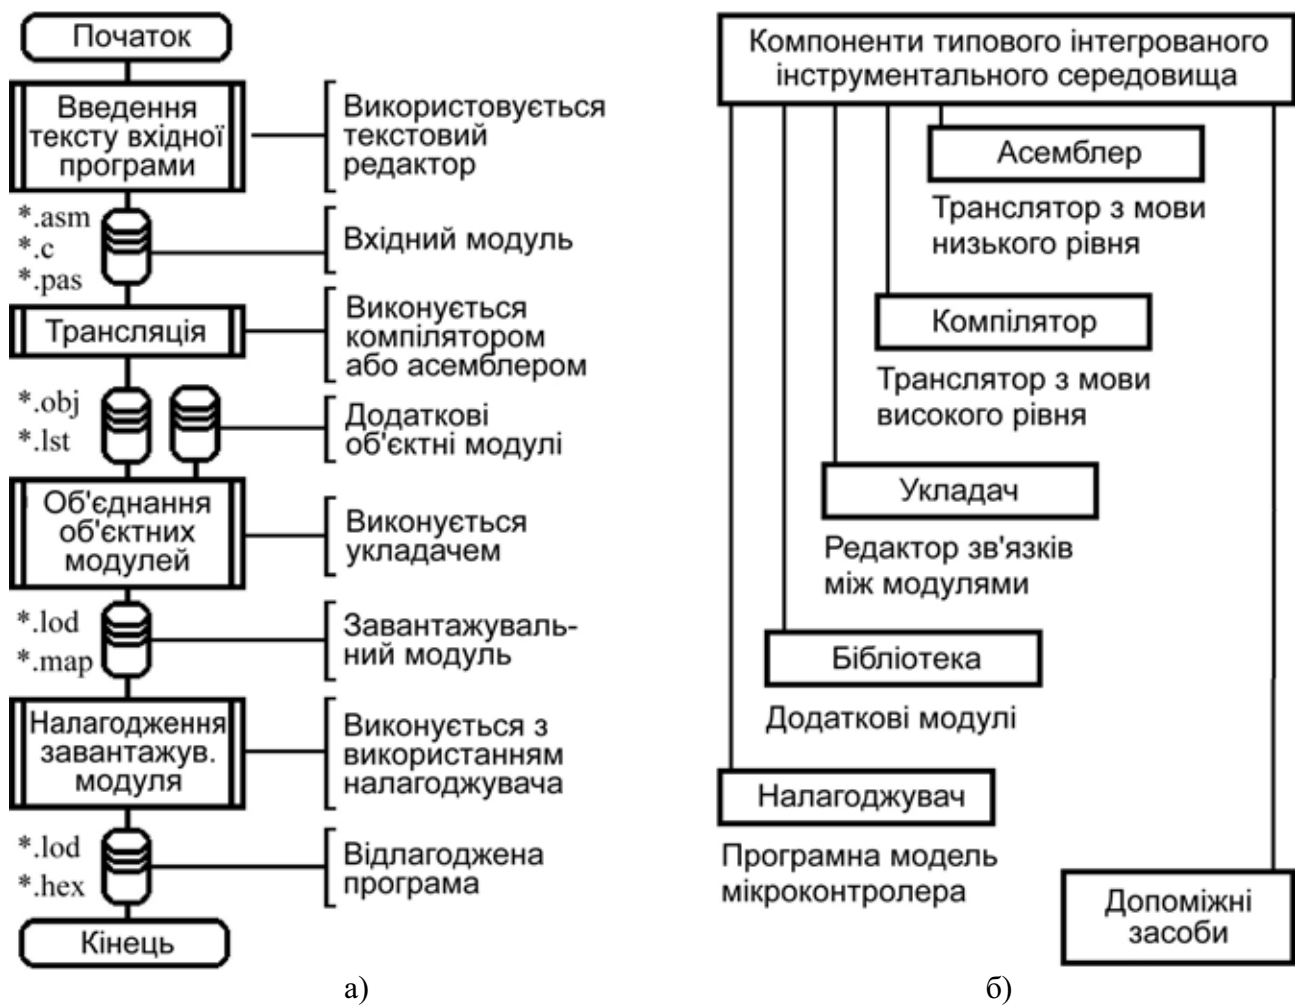 Початок
Введення
тексту вхідної
програми
Використовується
текстовий
редактор
*.asm
*.c
*.pas
Вхідний модуль
Трансляція
Виконується
компілятором
або асемблером
*.obj
*.lst
Додаткові
об'єктні модулі
Об'єднання
об'єктних
модулей
Виконується
укладачем
*.lod
*.map
Завантажуваль-
ний модуль
Налагодження
завантажув.
модуля
Виконується з
використанням
налагоджувача
*.lod
*.hex
Відлагоджена
програма
Кінець
а)
Компоненти типового інтегрованого
інструментального середовища
Асемблер
Транслятор з мови
низького рівня
Компілятор
Транслятор з мови
високого рівня
Укладач
Редактор зв'язків
між модулями
Бібліотека
Додаткові модулі
Налагоджувач
Програмна модель
мікроконтролера
Допоміжні
засоби
б)